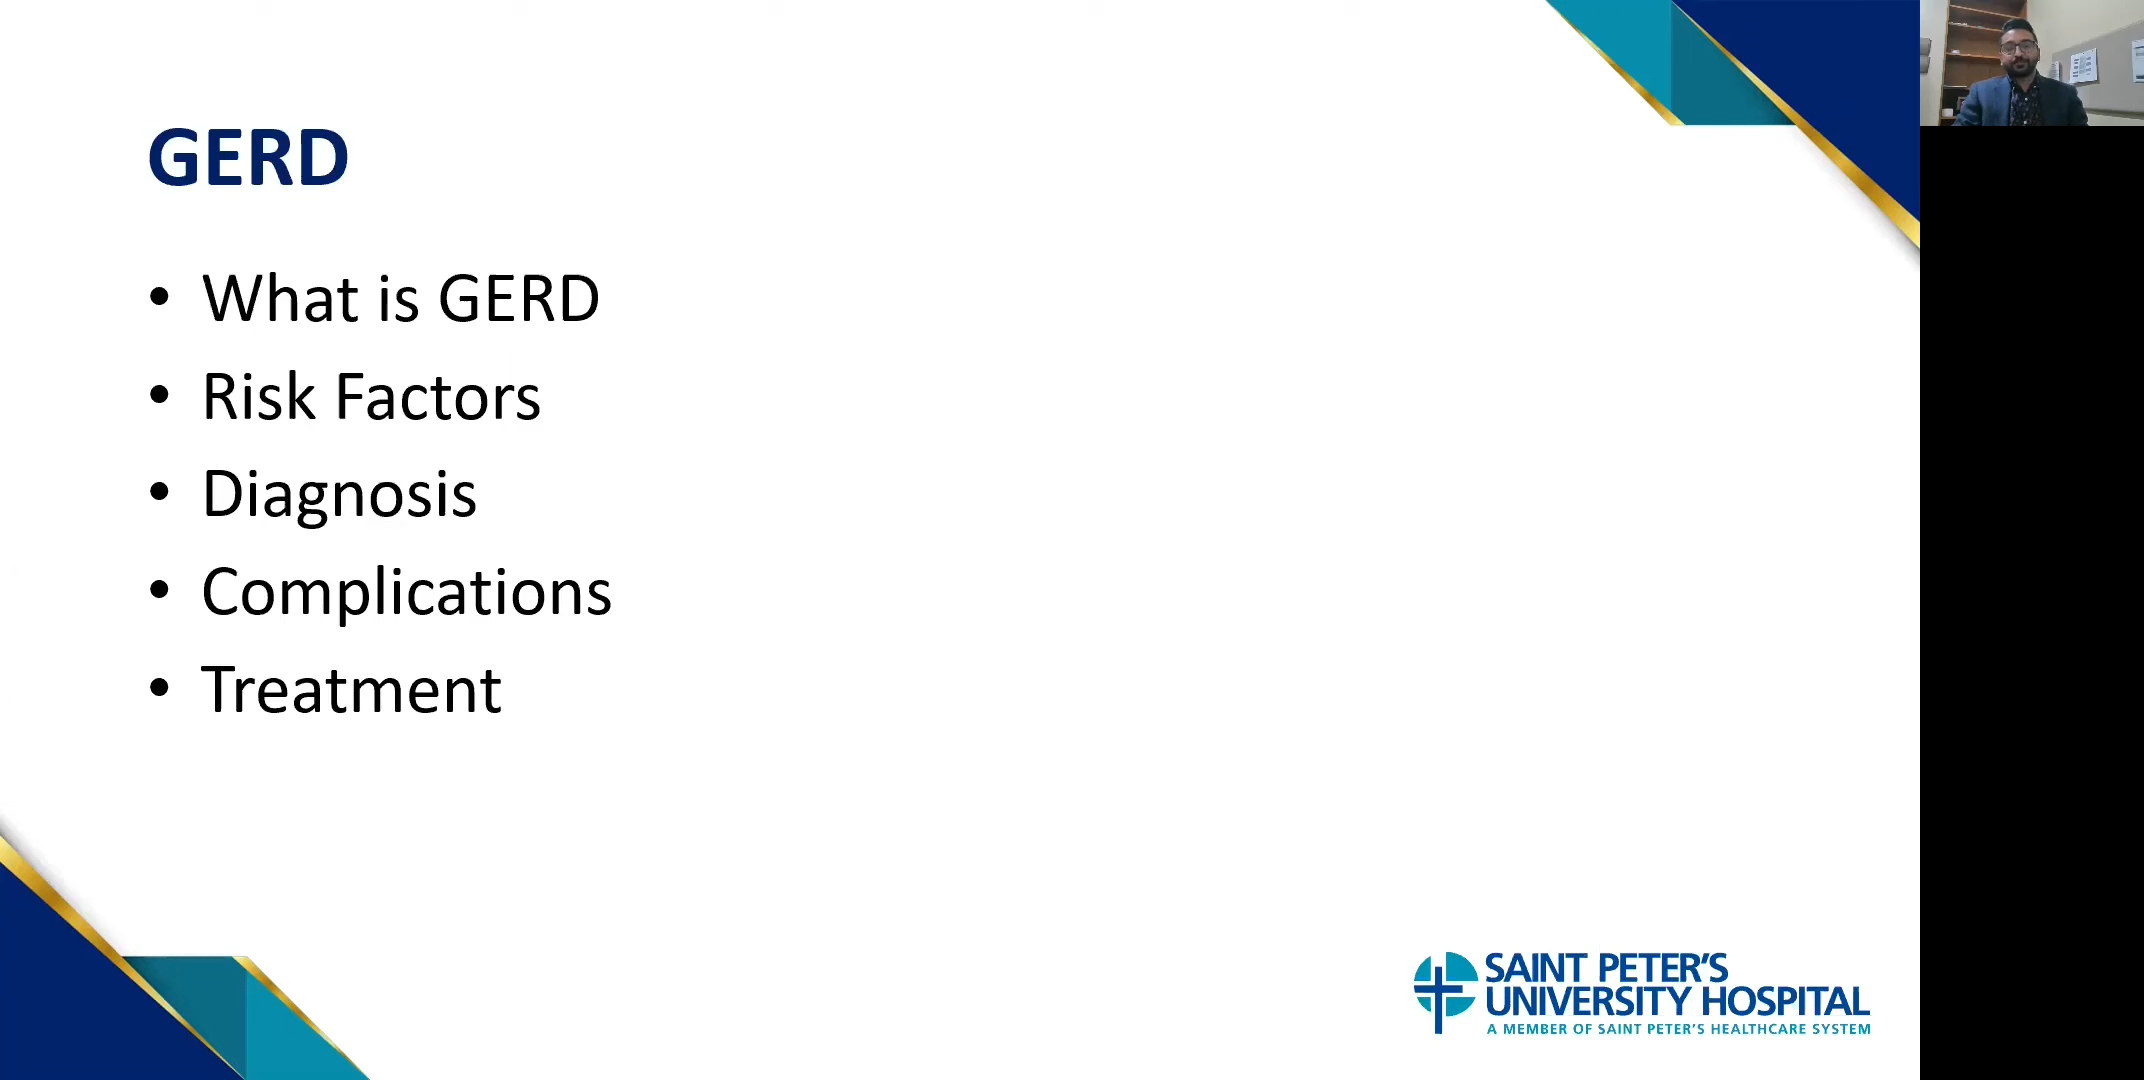 GERD
• What is GERD
• Risk Factors
• Diagnosis
• Complications
• Treatment
SAINT PETER'S
UNIVERSITY HOSPITAL
A MEMBER OF SAINT PETER'S HEALTHCARE SYSTEM